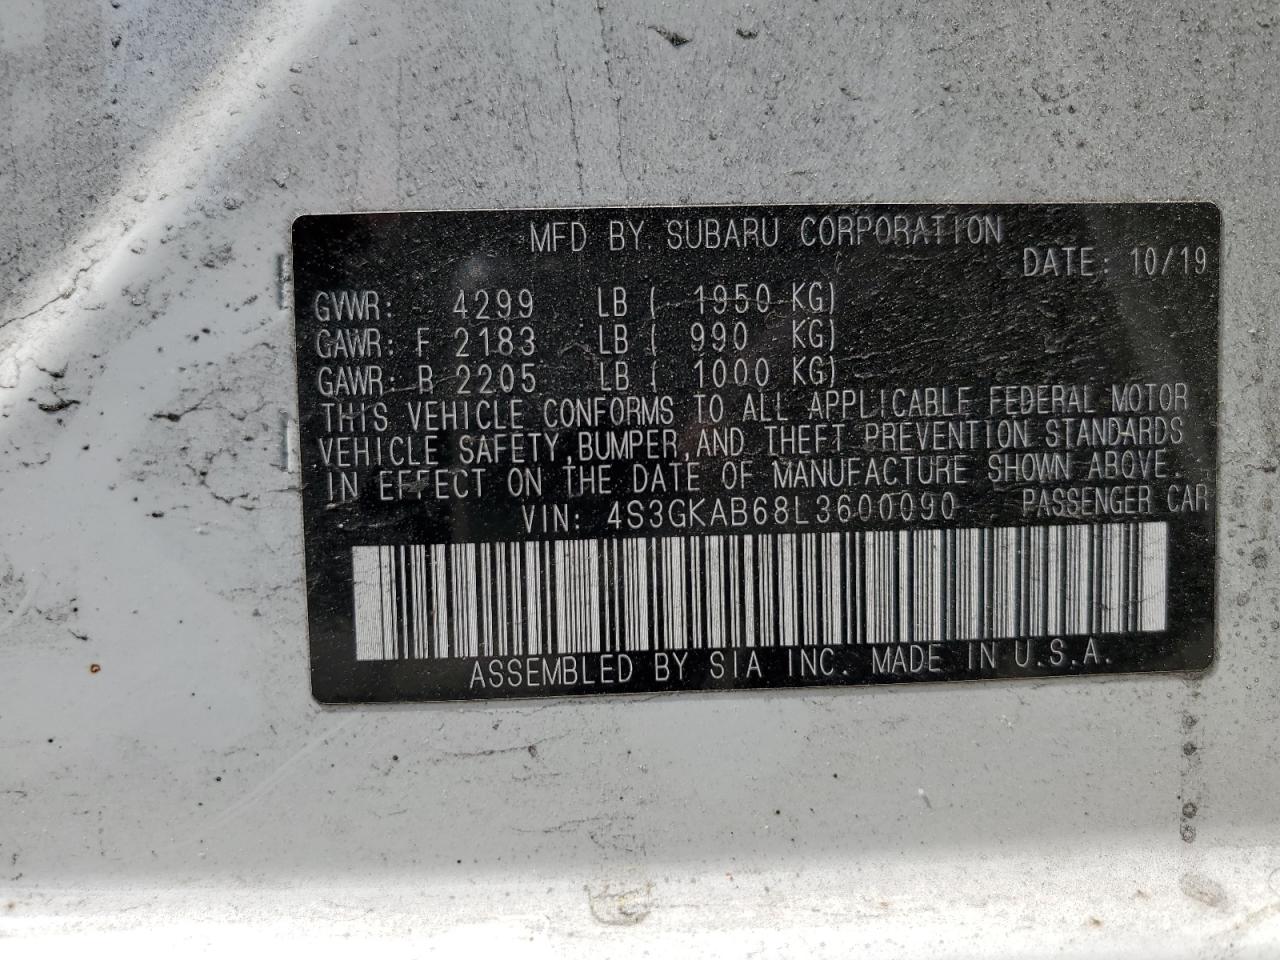 MFD BY SUBARU CORPORATION
DATE: 10/19
GVWR: 4299 LB ( 1950 KG)
GAWR: F 2183 LB ( 990 KG)
GAWR: R 2205 LB ( 1000 KG)
THIS VEHICLE CONFORMS TO ALL APPLICABLE FEDERAL MOTOR
VEHICLE SAFETY,BUMPER,AND THEFT PREVENTION STANDARDS
IN EFFECT ON THE DATE OF MANUFACTURE SHOWN ABOVE
VIN: 4S3GKAB68L3600090 PASSENGER CAR
ASSEMBLED BY SIA INC. MADE IN U.S.A.